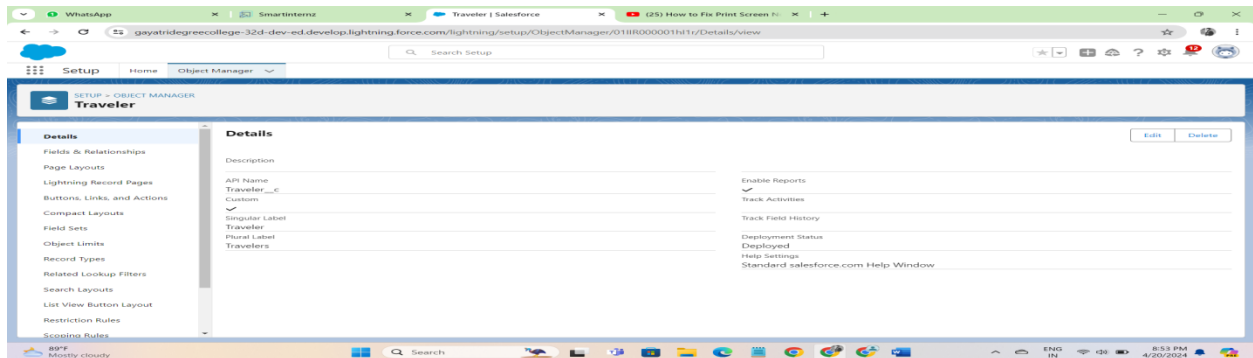 WhatsApp
Smartinternz
Traveler | Salesforce
(25) How to Fix Print Screen N
gayatridegreecollege-32d-dev-ed.develop.lightning.force.com/lightning/setup/ObjectManager/01IIR000001hI1r/Details/view
Search Setup
12
Setup
Home
Object Manager
SETUP > OBJECT MANAGER
Traveler
Details
Fields & Relationships
Page Layouts
Lightning Record Pages
Buttons, Links, and Actions
Compact Layouts
Field Sets
Object Limits
Record Types
Related Lookup Filters
Search Layouts
List View Button Layout
Restriction Rules
Scoping Rules
Details
Edit
Delete
Description
API Name
Traveler__c
Custom
Singular Label
Traveler
Plural Label
Travelers
Enable Reports
Track Activities
Track Field History
Deployment Status
Deployed
Help Settings
Standard salesforce.com Help Window
89°F
Mostly cloudy
Search
ENG
IN
8:53 PM
4/20/2024